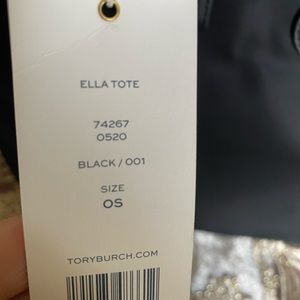 ELLA TOTE
74267
0520
BLACK / 001
SIZE
OS
TORYBURCH.COM